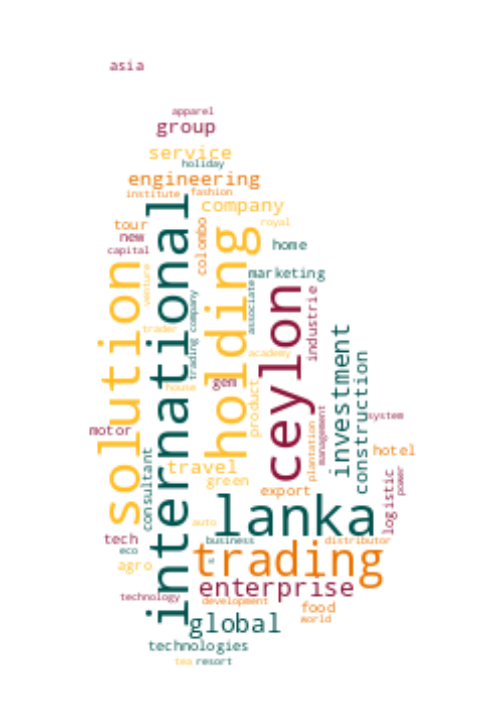 asia
apparel
group
service
holiday
engineering
institute
fashion
international
company
royal
tour
new
capital
colombo
home
holding
solution
venture
marketing
associate
ceylon
industrie
trading company
trader
investment
academy
construction
house
gem
product
management
plantation
system
motor
hotel
travel
consultant
green
export
power
logistic
lanka
auto
tech
business
distributor
eco
trading
agro
enterprise
technology
development
food
world
global
technologies
tea
resort